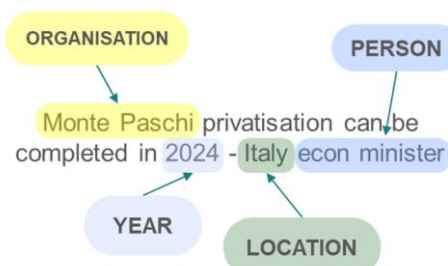 ORGANISATION
PERSON
Monte Paschi privatisation can be
completed in 2024 - Italy econ minister
YEAR
LOCATION